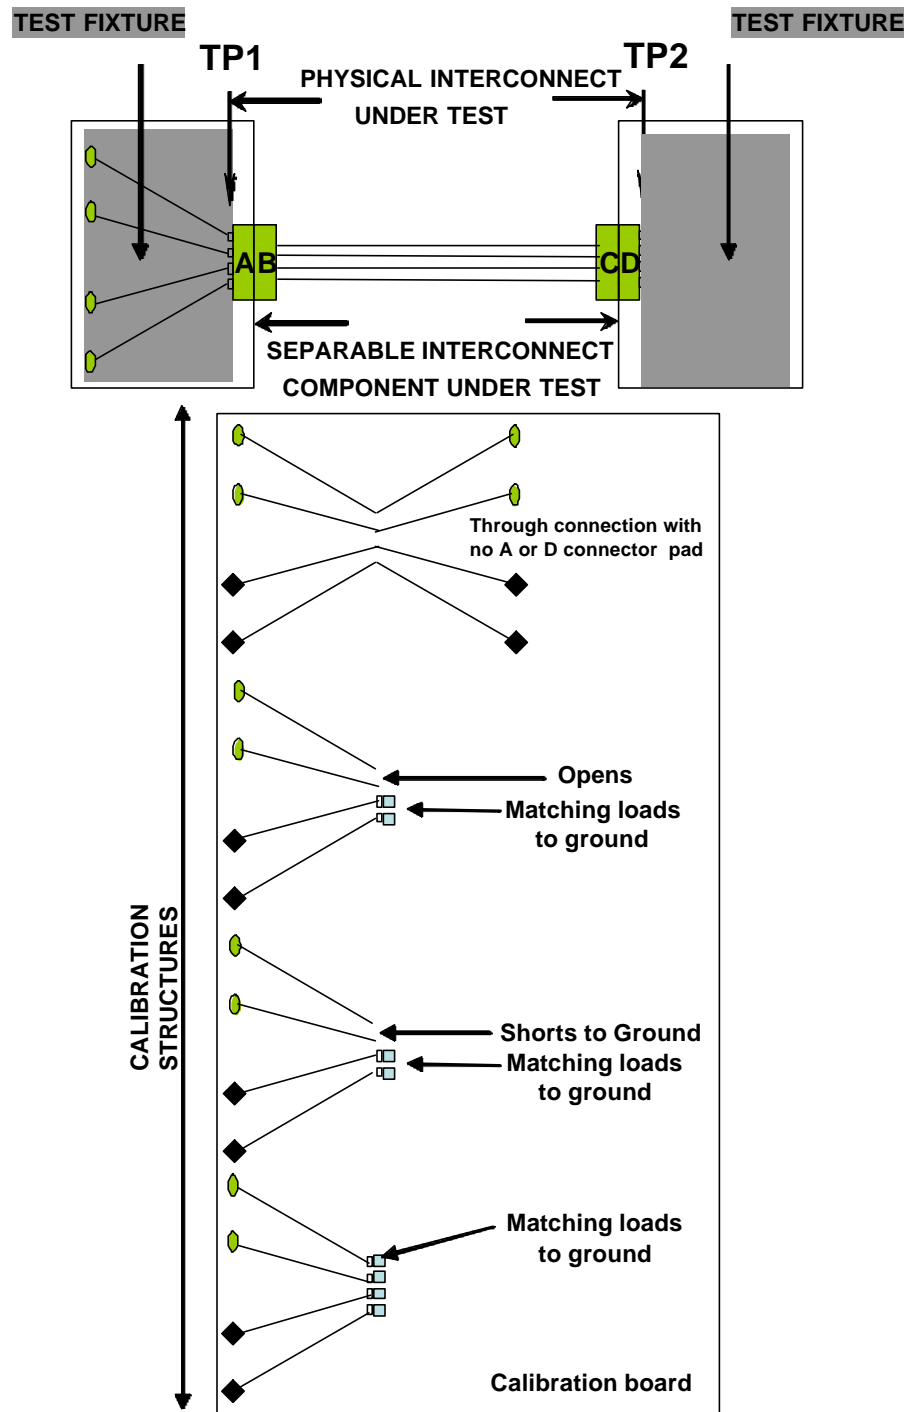 TEST FIXTURE
TEST FIXTURE
TP1
TP2
PHYSICAL INTERCONNECT
UNDER TEST
A B
C D
SEPARABLE INTERCONNECT
COMPONENT UNDER TEST
Through connection with
no A or D connector pad
Opens
Matching loads
to ground
CALIBRATION
STRUCTURES
Shorts to Ground
Matching loads
to ground
Matching loads
to ground
Calibration board